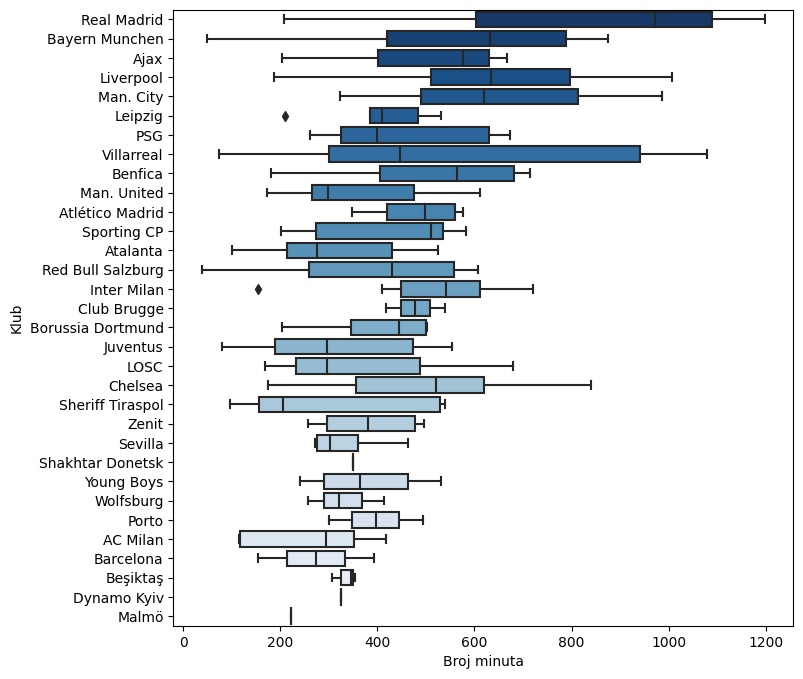 Real Madrid
Bayern Munchen
Ajax
Liverpool
Man. City
Leipzig
PSG
Villarreal
Benfica
Man. United
Atlético Madrid
Sporting CP
Atalanta
Red Bull Salzburg
Inter Milan
Club Brugge
Borussia Dortmund
Juventus
LOSC
Chelsea
Sheriff Tiraspol
Zenit
Sevilla
Shakhtar Donetsk
Young Boys
Wolfsburg
Porto
AC Milan
Barcelona
Beşiktaş
Dynamo Kyiv
Malmö
Klub
0 200 400 600 800 1000 1200
Broj minuta